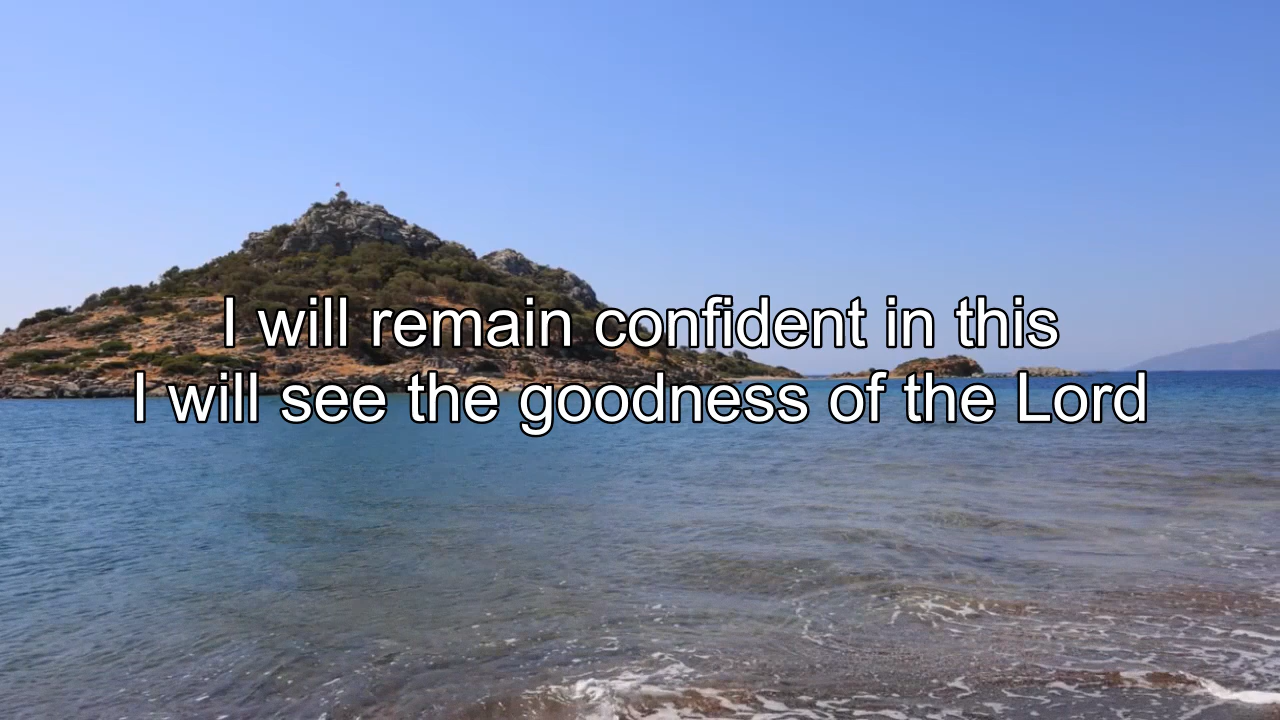 I will remain confident in this
I will see the goodness of the Lord